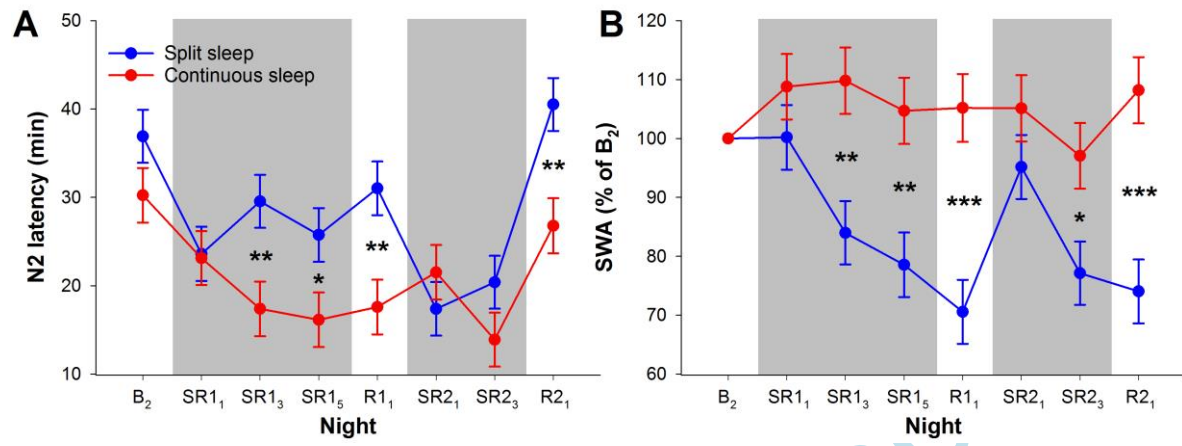 A
N2 latency (min)
50
40
30
20
10
Split sleep
Continuous sleep
**
*
**
**
B₂ SR1₁ SR1₃ SR1₅ R1₁ SR2₁ SR2₃ R2₁
Night
B
SWA (% of B₂)
120
110
100
90
80
70
60
**
**
***
*
***
B₂ SR1₁ SR1₃ SR1₅ R1₁ SR2₁ SR2₃ R2₁
Night